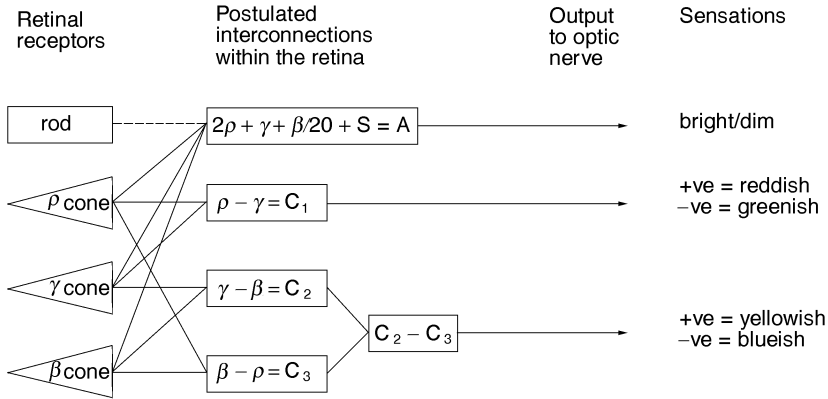 Retinal
receptors
Postulated
interconnections
within the retina
Output
to optic
nerve
Sensations
rod
2ρ + γ + β/20 + S = A
bright/dim
ρ cone
ρ – γ = C₁
+ve = reddish
–ve = greenish
γ cone
γ – β = C₂
C₂ – C₃
+ve = yellowish
–ve = blueish
β cone
β – ρ = C₃